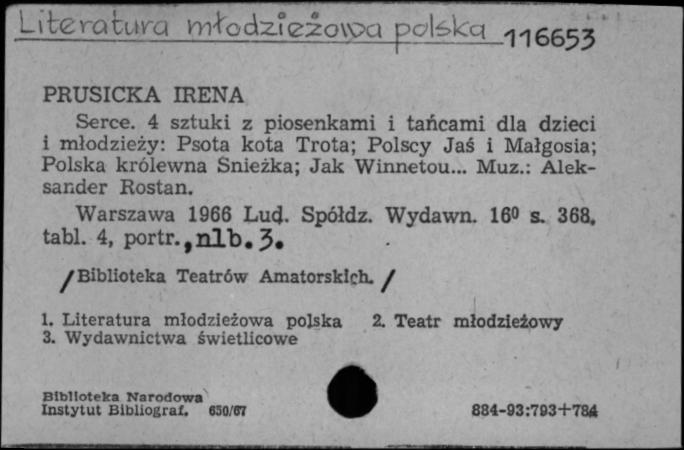 Literatura młodzieżowa polska 116653
PRUSICKA IRENA
Serce. 4 sztuki z piosenkami i tańcami dla dzieci
i młodzieży: Psota kota Trota; Polscy Jaś i Małgosia;
Polska królewna Snieżka; Jak Winnetou... Muz.: Alek-
sander Rostan.
Warszawa 1966 Lud. Spółdz. Wydawn. 16⁰ s. 368,
tabl. 4, portr., nlb. 3.
/Biblioteka Teatrów Amatorskich. /
1. Literatura młodzieżowa polska 2. Teatr młodzieżowy
3. Wydawnictwa świetlicowe
Biblioteka Narodowa
Instytut Bibliograf. 650/67 884-93:793+784